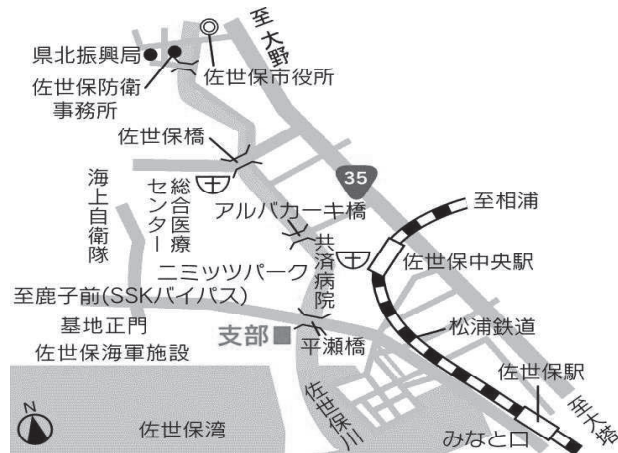 至大野
県北振興局
佐世保市役所
佐世保防衛
事務所
佐世保橋
35
海上自衛隊
総合医療
センター
アルバカーキ橋
至相浦
共済病院
佐世保中央駅
ニミッツパーク
至鹿子前(SSKバイパス)
基地正門
支部
平瀬橋
松浦鉄道
佐世保海軍施設
佐世保駅
佐世保川
至大塔
N
佐世保湾
みなと口